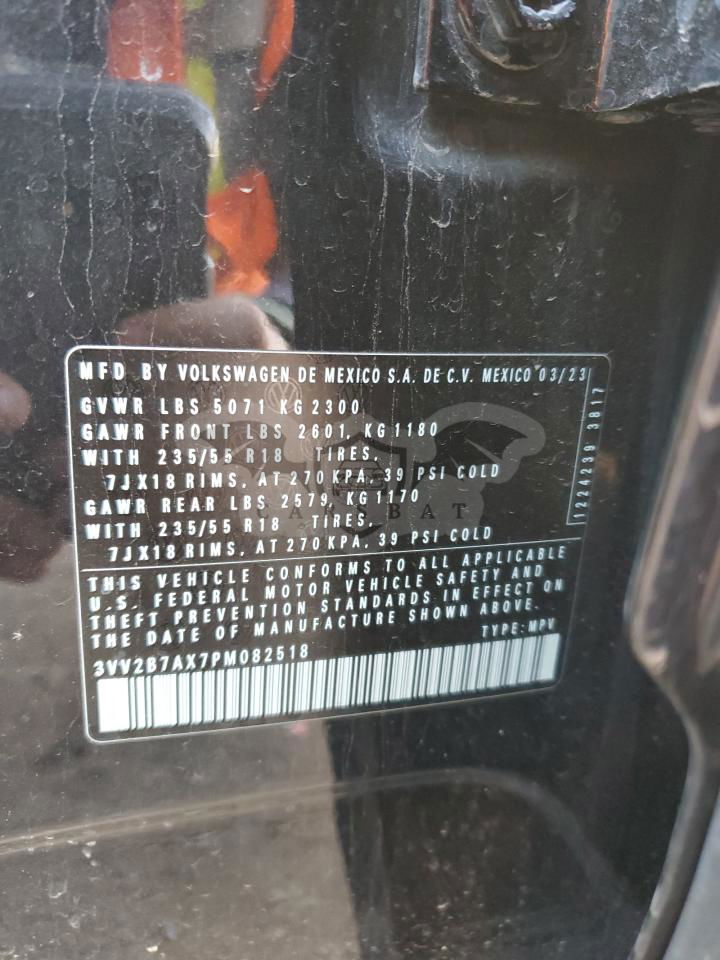 MFD BY VOLKSWAGEN DE MEXICO S.A. DE C.V. MEXICO 03/23
GVWR LBS 5071 KG 2300
GAWR FRONT LBS 2601, KG 1180
WITH 235/55 R18 TIRES,
7JX18 RIMS, AT 270 KPA, 39 PSI COLD
GAWR REAR LBS 2579, KG 1170
WITH 235/55 R18 TIRES,
7JX18 RIMS, AT 270 KPA, 39 PSI COLD
1224239 3817
CARSBAT
THIS VEHICLE CONFORMS TO ALL APPLICABLE
U.S. FEDERAL MOTOR VEHICLE SAFETY AND
THEFT PREVENTION STANDARDS IN EFFECT ON
THE DATE OF MANUFACTURE SHOWN ABOVE.
TYPE: MPV
3VV2B7AX7PM082518